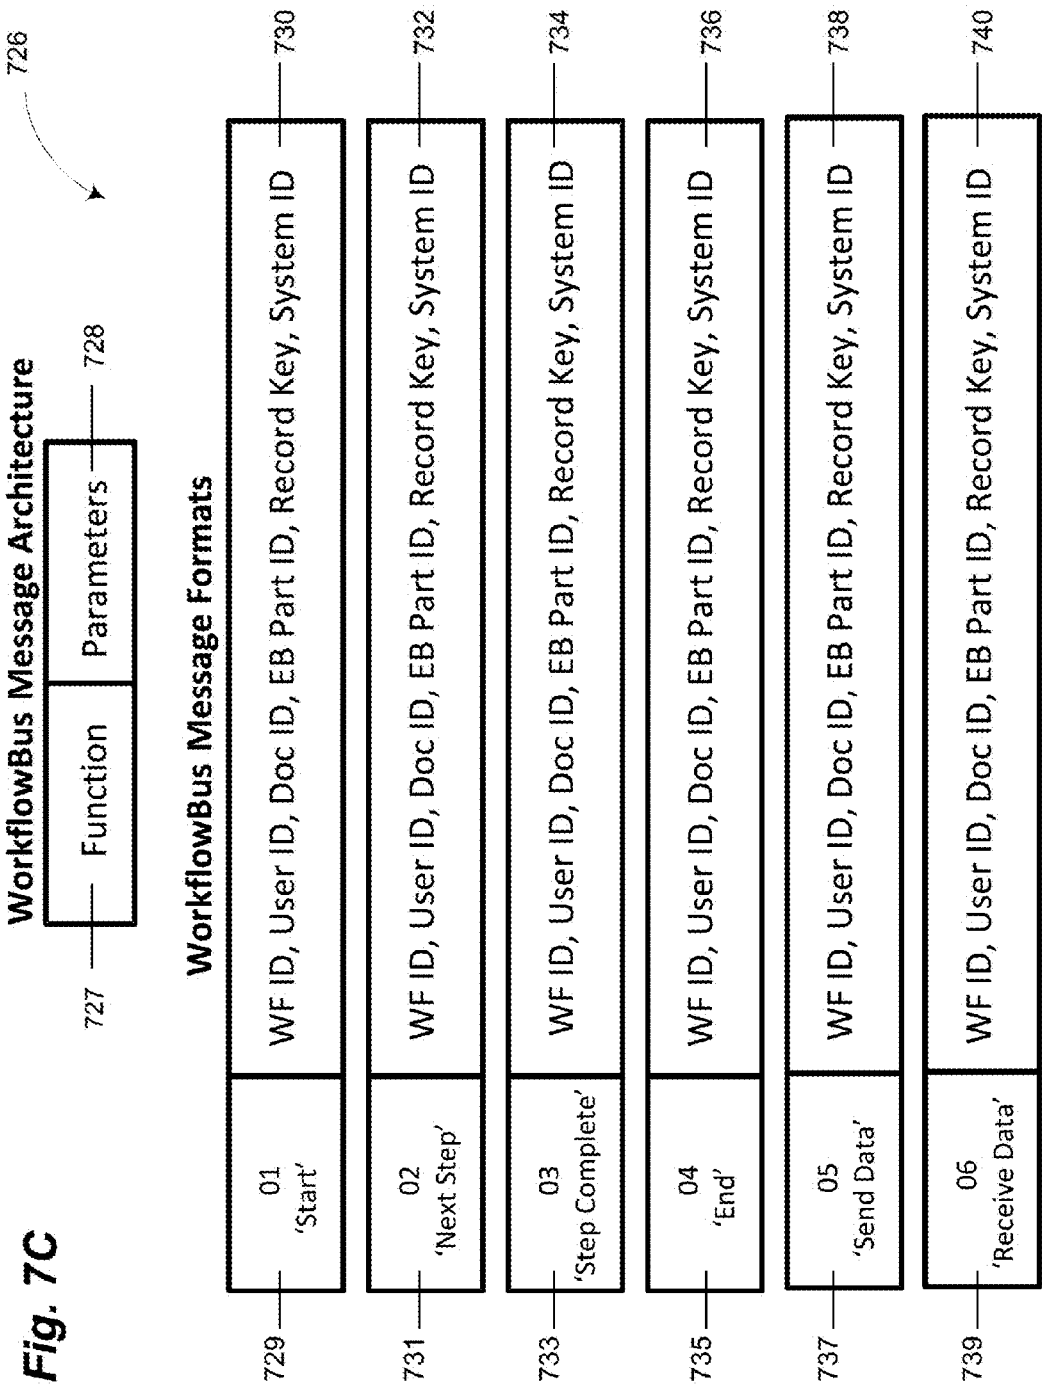 Fig. 7C
726
WorkflowBus Message Architecture
727 Function Parameters 728
WorkflowBus Message Formats
729 01 'Start' WF ID, User ID, Doc ID, EB Part ID, Record Key, System ID 730
731 02 'Next Step' WF ID, User ID, Doc ID, EB Part ID, Record Key, System ID 732
733 03 'Step Complete' WF ID, User ID, Doc ID, EB Part ID, Record Key, System ID 734
735 04 'End' WF ID, User ID, Doc ID, EB Part ID, Record Key, System ID 736
737 05 'Send Data' WF ID, User ID, Doc ID, EB Part ID, Record Key, System ID 738
739 06 'Receive Data' WF ID, User ID, Doc ID, EB Part ID, Record Key, System ID 740